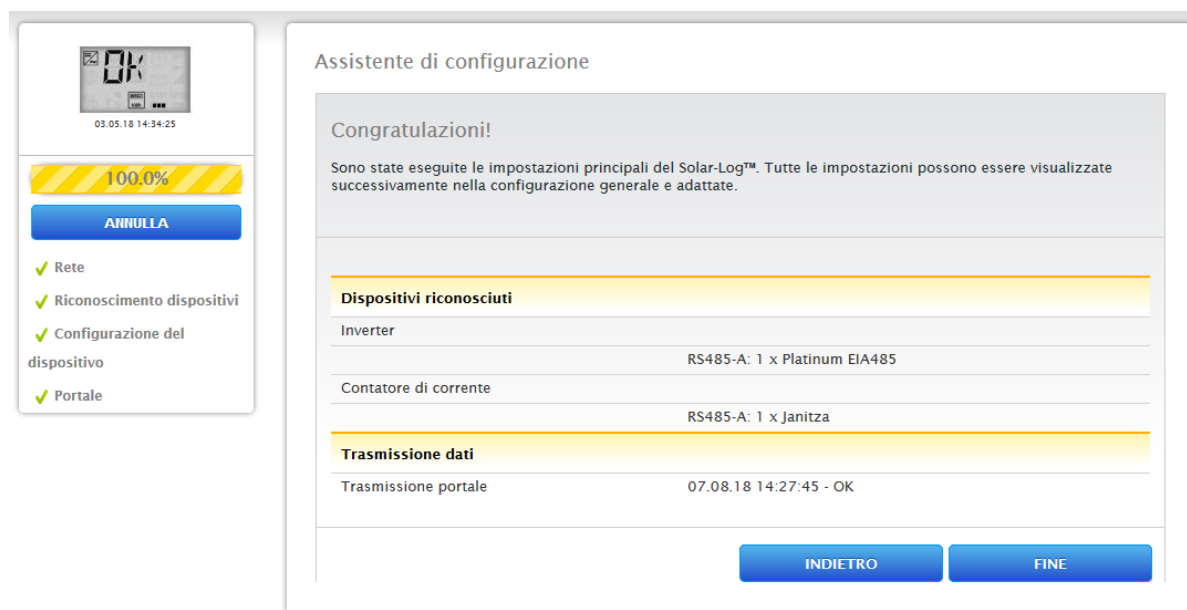 OK
03.05.18 14:34:25
100.0%
ANNULLA
Rete
Riconoscimento dispositivi
Configurazione del
dispositivo
Portale
Assistente di configurazione
Congratulazioni!
Sono state eseguite le impostazioni principali del Solar-Log™. Tutte le impostazioni possono essere visualizzate
successivamente nella configurazione generale e adattate.
Dispositivi riconosciuti
Inverter
RS485-A: 1 x Platinum EIA485
Contatore di corrente
RS485-A: 1 x Janitza
Trasmissione dati
Trasmissione portale 07.08.18 14:27:45 - OK
INDIETRO FINE